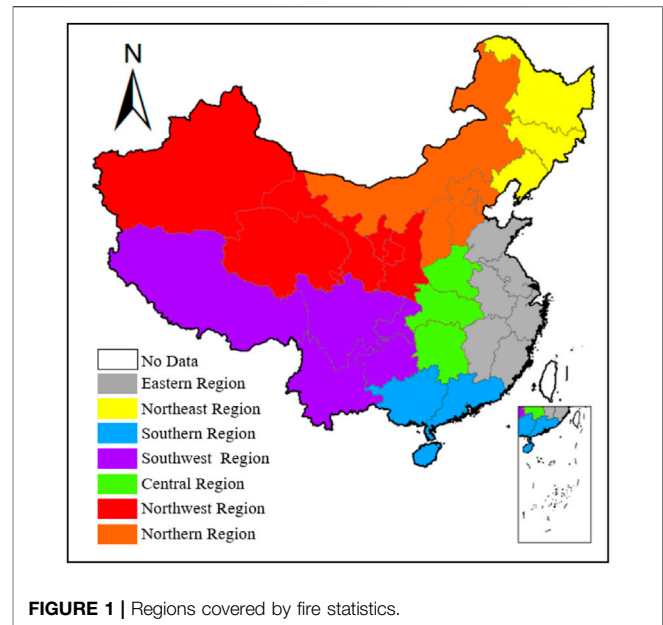 N
No Data
Eastern Region
Northeast Region
Southern Region
Southwest Region
Central Region
Northwest Region
Northern Region
FIGURE 1 | Regions covered by fire statistics.